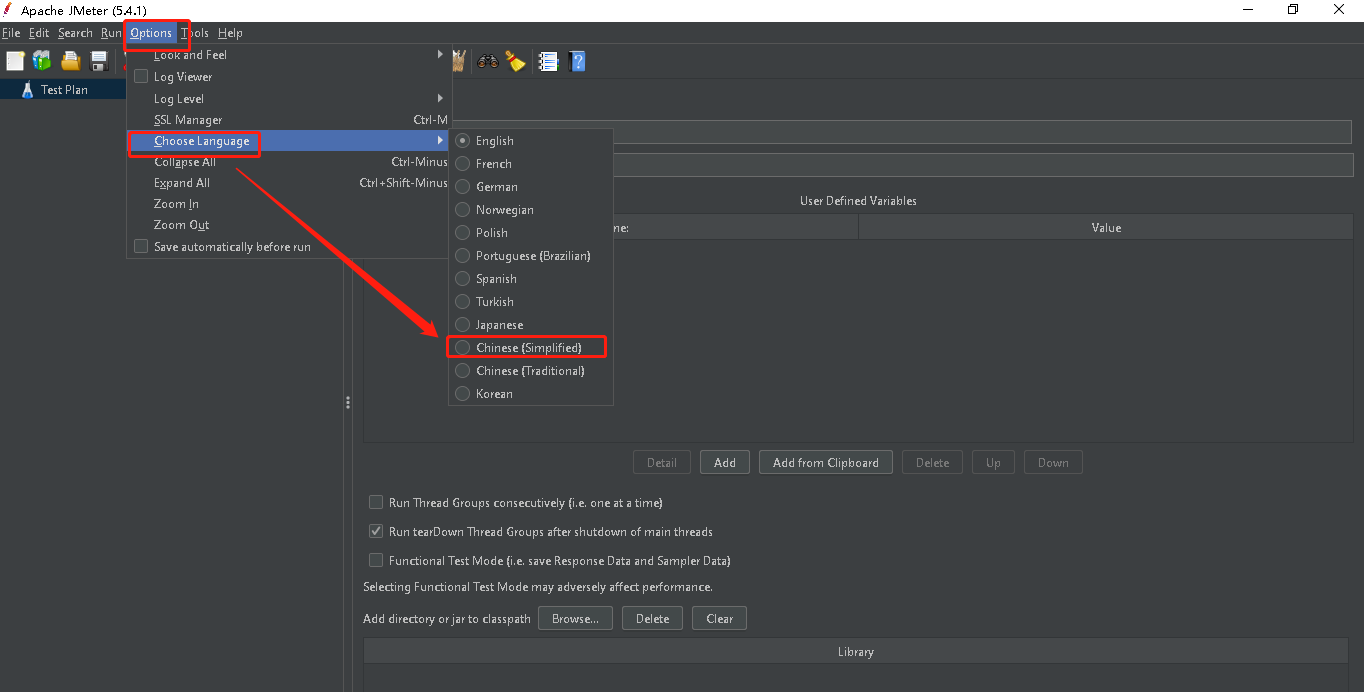 Apache JMeter (5.4.1)
File Edit Search Run Options Tools Help
Look and Feel
Log Viewer
Log Level
SSL Manager Ctrl-M
Choose Language
Collapse All Ctrl-Minus
Expand All Ctrl+Shift-Minus
Zoom In
Zoom Out
Save automatically before run
Test Plan
English
French
German
Norwegian
Polish
Portuguese (Brazilian)
Spanish
Turkish
Japanese
Chinese (Simplified)
Chinese (Traditional)
Korean
User Defined Variables
ne: Value
Detail Add Add from Clipboard Delete Up Down
Run Thread Groups consecutively (i.e. one at a time)
Run tearDown Thread Groups after shutdown of main threads
Functional Test Mode (i.e. save Response Data and Sampler Data)
Selecting Functional Test Mode may adversely affect performance.
Add directory or jar to classpath Browse... Delete Clear
Library